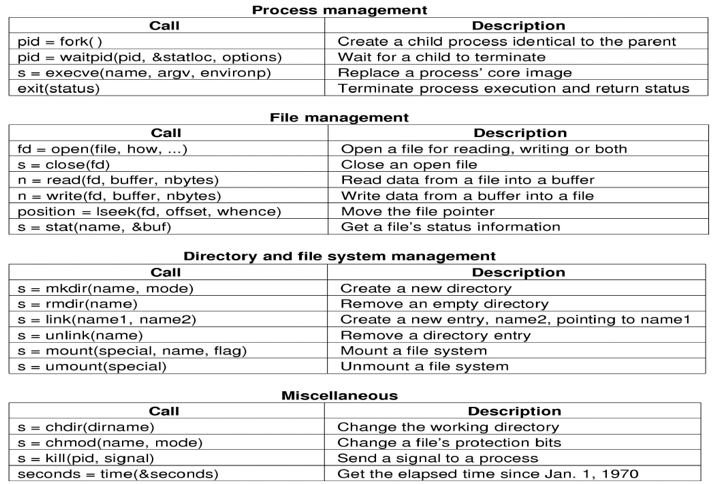 Process management
Call Description
pid = fork( ) Create a child process identical to the parent
pid = waitpid(pid, &statloc, options) Wait for a child to terminate
s = execve(name, argv, environp) Replace a process' core image
exit(status) Terminate process execution and return status
File management
Call Description
fd = open(file, how, ...) Open a file for reading, writing or both
s = close(fd) Close an open file
n = read(fd, buffer, nbytes) Read data from a file into a buffer
n = write(fd, buffer, nbytes) Write data from a buffer into a file
position = lseek(fd, offset, whence) Move the file pointer
s = stat(name, &buf) Get a file's status information
Directory and file system management
Call Description
s = mkdir(name, mode) Create a new directory
s = rmdir(name) Remove an empty directory
s = link(name1, name2) Create a new entry, name2, pointing to name1
s = unlink(name) Remove a directory entry
s = mount(special, name, flag) Mount a file system
s = umount(special) Unmount a file system
Miscellaneous
Call Description
s = chdir(dirname) Change the working directory
s = chmod(name, mode) Change a file's protection bits
s = kill(pid, signal) Send a signal to a process
seconds = time(&seconds) Get the elapsed time since Jan. 1, 1970